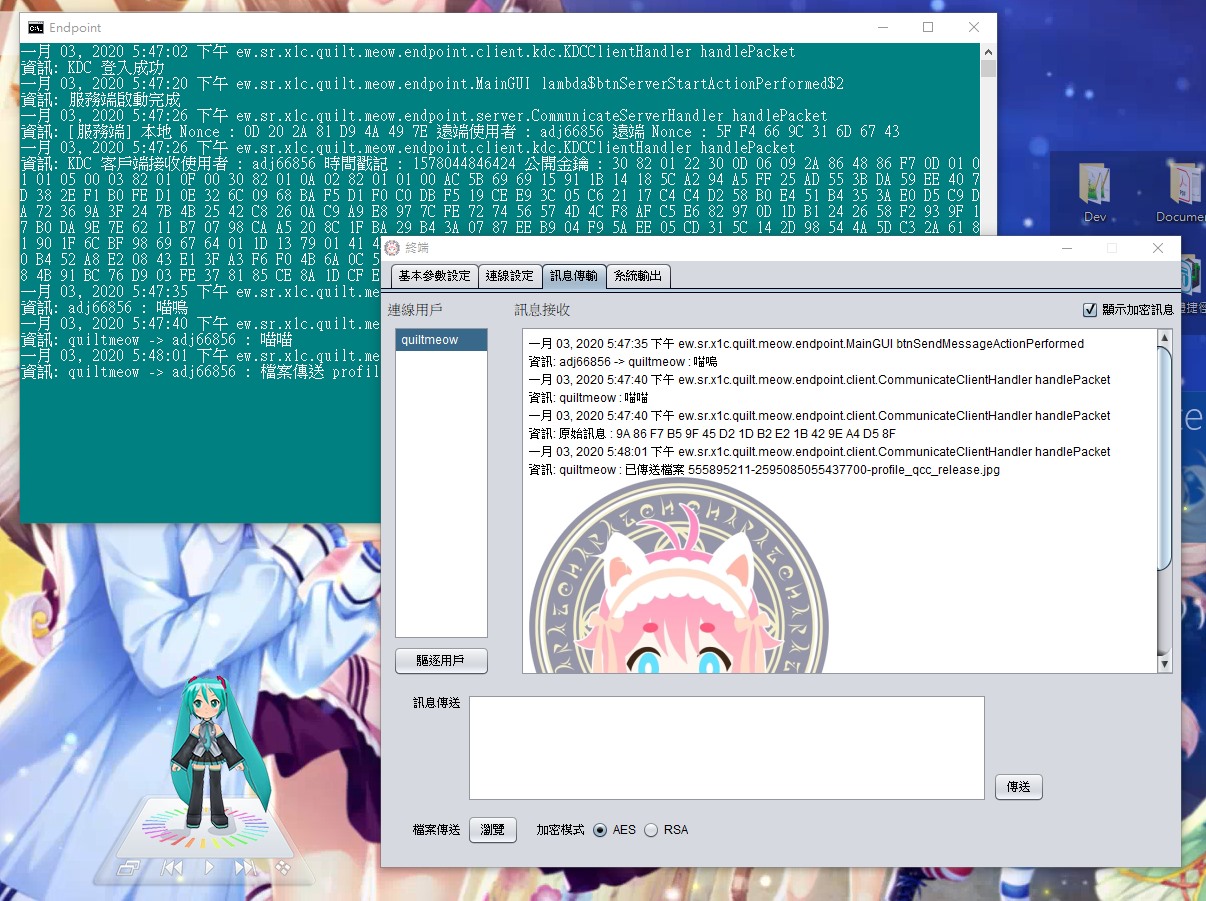 Endpoint
一月 03, 2020 5:47:02 下午 ew.sr.x1c.quilt.meow.endpoint.client.kdc.KDCClientHandler handlePacket
資訊: KDC 登入成功
一月 03, 2020 5:47:20 下午 ew.sr.x1c.quilt.meow.endpoint.MainGUI lambda$btnServerStartActionPerformed$2
資訊: 服務端啟動完成
一月 03, 2020 5:47:26 下午 ew.sr.x1c.quilt.meow.endpoint.server.CommunicateServerHandler handlePacket
資訊: [服務端] 本地 Nonce : 0D 20 2A 81 D9 4A 49 7E 遠端使用者 : adj66856 遠端 Nonce : 5F F4 66 9C 31 6D 67 43
一月 03, 2020 5:47:26 下午 ew.sr.x1c.quilt.meow.endpoint.client.kdc.KDCClientHandler handlePacket
資訊: KDC 客戶端接收使用者 : adj66856 時間戳記 : 1578044846424 公開金鑰 : 30 82 01 22 30 0D 06 09 2A 86 48 86 F7 0D 01 0
1 01 05 00 03 82 01 0F 00 30 82 01 0A 02 82 01 01 00 AC 5B 69 69 15 91 1B 14 18 5C A2 94 A5 FF 25 AD 55 3B DA 59 EE 40 7
D 38 2E F1 B0 FE D1 0E 32 6C 09 68 BA F5 D1 F0 C0 DB F5 19 CE E9 3C 05 C6 21 17 C4 C4 D2 58 B0 E4 51 B4 35 3A E0 D5 C9 D
A 72 36 9A 3F 24 7B 4B 25 42 C8 26 0A C9 A9 E8 97 7C FE 72 74 56 57 4D 4C F8 AF C5 E6 82 97 0D 1D B1 24 26 58 F2 93 9F 1
7 B0 DA 9E 7E 62 11 B7 07 98 CA A5 20 8C 1F BA 29 B4 3A 07 87 EE B9 04 F9 5A EE 05 CD 31 5C 14 2D 98 54 4A 5D C3 2A 61 8
1 90 1F 6C BF 98 69 67 64 01 1D 13 79 01 41 4
0 B4 52 A8 E2 08 43 E1 3F A3 F6 F0 4B 6A 0C 5
8 4B 91 BC 76 D9 03 FE 37 81 85 CE 8A 1D CF E
一月 03, 2020 5:47:35 下午 ew.sr.x1c.quilt.me
資訊: adj66856 : 喵嗚
一月 03, 2020 5:47:40 下午 ew.sr.x1c.quilt.me
資訊: quiltmeow -> adj66856 : 喵喵
一月 03, 2020 5:48:01 下午 ew.sr.x1c.quilt.me
資訊: quiltmeow -> adj66856 : 檔案傳送 profil
Dev
Docume
捷徑
終端
基本參數設定 連線設定 訊息傳輸 系統輸出
連線用戶
訊息接收
顯示加密訊息
quiltmeow
一月 03, 2020 5:47:35 下午 ew.sr.x1c.quilt.meow.endpoint.MainGUI btnSendMessageActionPerformed
資訊: adj66856 -> quiltmeow : 喵嗚
一月 03, 2020 5:47:40 下午 ew.sr.x1c.quilt.meow.endpoint.client.CommunicateClientHandler handlePacket
資訊: quiltmeow : 喵喵
一月 03, 2020 5:47:40 下午 ew.sr.x1c.quilt.meow.endpoint.client.CommunicateClientHandler handlePacket
資訊: 原始訊息 : 9A 86 F7 B5 9F 45 D2 1D B2 E2 1B 42 9E A4 D5 8F
一月 03, 2020 5:48:01 下午 ew.sr.x1c.quilt.meow.endpoint.client.CommunicateClientHandler handlePacket
資訊: quiltmeow : 已傳送檔案 555895211-2595085055437700-profile_qcc_release.jpg
驅逐用戶
訊息傳送
傳送
檔案傳送 瀏覽 加密模式 AES RSA